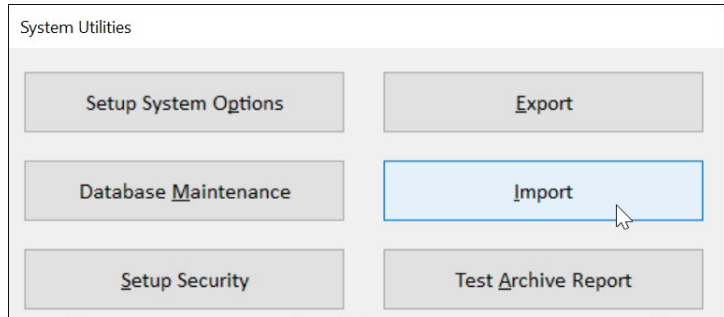 System Utilities
Setup System Options
Export
Database Maintenance
Import
Setup Security
Test Archive Report